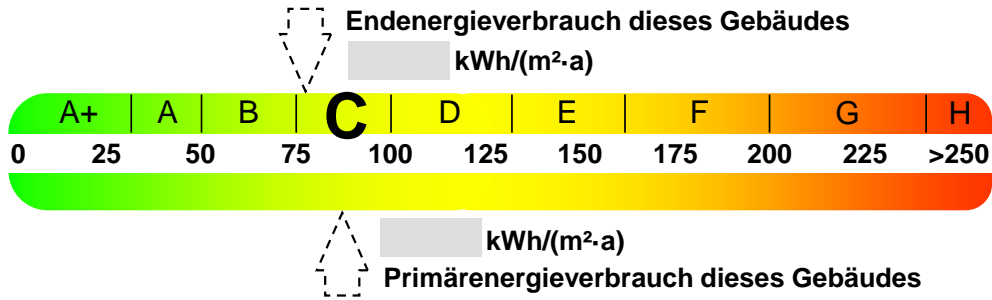 Endenergieverbrauch dieses Gebäudes
kWh/(m²·a)
A+ A B C D E F G H
0 25 50 75 100 125 150 175 200 225 >250
kWh/(m²·a)
Primärenergieverbrauch dieses Gebäudes